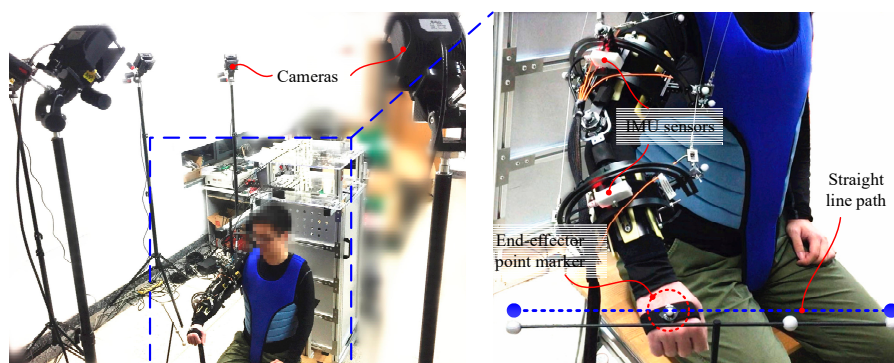 Cameras
IMU sensors
Straight
line path
End-effector
point marker